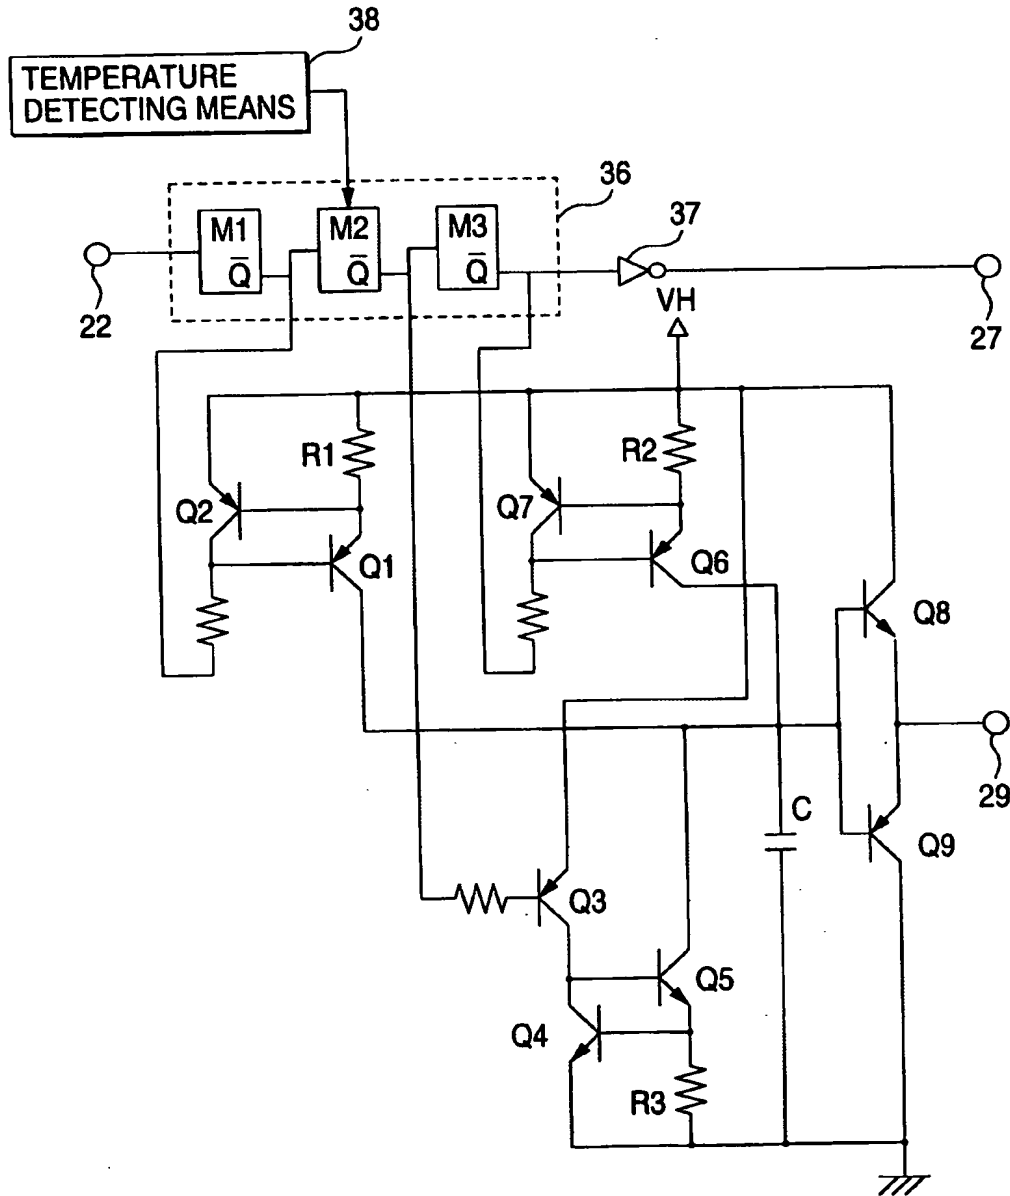 38
TEMPERATURE
DETECTING MEANS
36
37
M1
M2
M3
Q̅
Q̅
Q̅
22
VH
27
R1
R2
Q2
Q7
Q1
Q6
Q8
29
C
Q9
Q3
Q5
Q4
R3